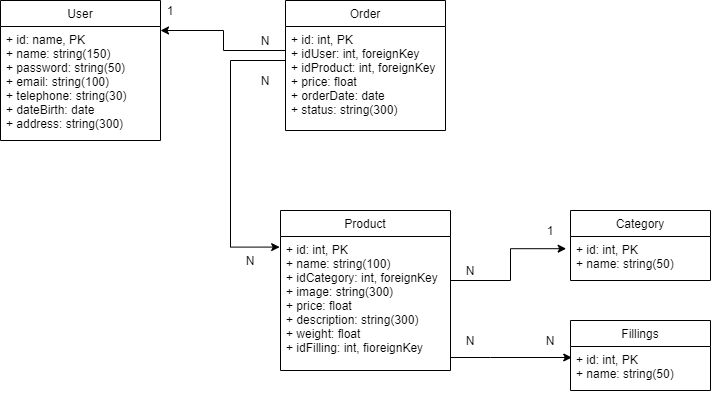 User
+ id: name, PK
+ name: string(150)
+ password: string(50)
+ email: string(100)
+ telephone: string(30)
+ dateBirth: date
+ address: string(300)
1
N
N
Order
+ id: int, PK
+ idUser: int, foreignKey
+ idProduct: int, foreignKey
+ price: float
+ orderDate: date
+ status: string(300)
N
Product
+ id: int, PK
+ name: string(100)
+ idCategory: int, foreignKey
+ image: string(300)
+ price: float
+ description: string(300)
+ weight: float
+ idFilling: int, fioreignKey
N
1
Category
+ id: int, PK
+ name: string(50)
N
N
Fillings
+ id: int, PK
+ name: string(50)